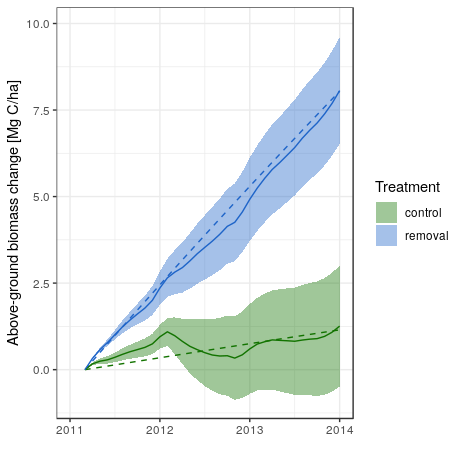 Above-ground biomass change [Mg C/ha]
10.0
7.5
5.0
2.5
0.0
2011 2012 2013 2014
Treatment
control
removal